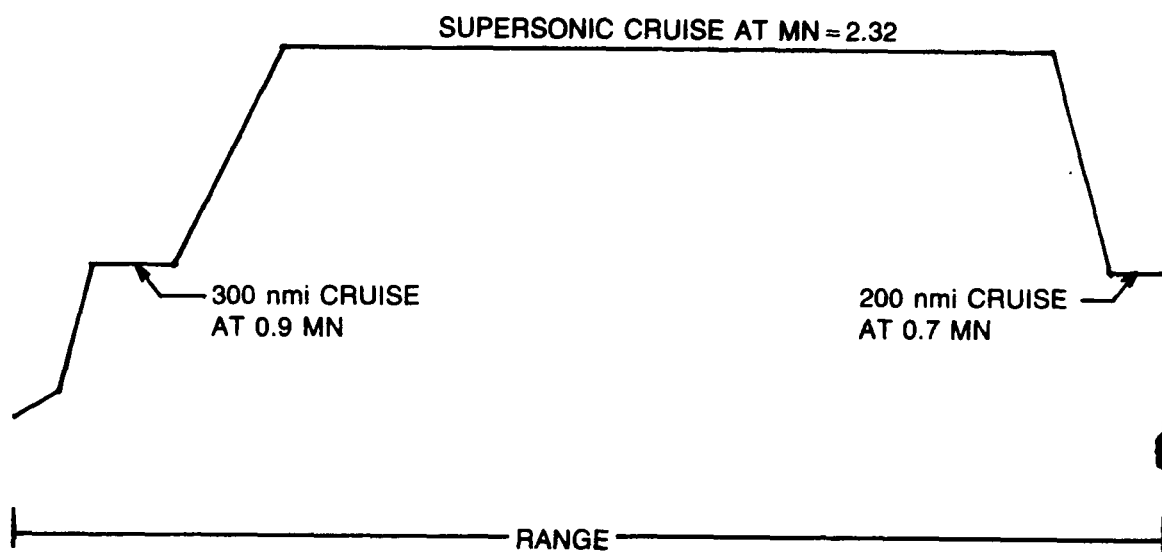 SUPERSONIC CRUISE AT MN = 2.32
300 nmi CRUISE
AT 0.9 MN
200 nmi CRUISE
AT 0.7 MN
RANGE